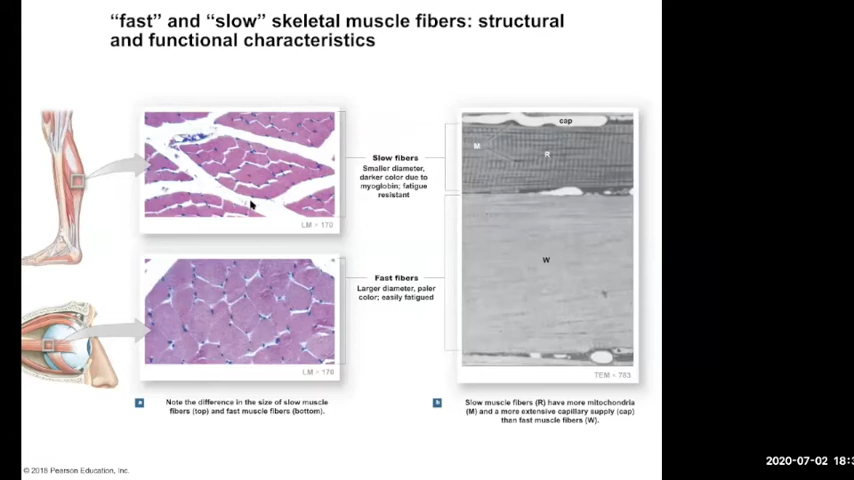 “fast” and “slow” skeletal muscle fibers: structural
and functional characteristics
cap
M
R
Slow fibers
Smaller diameter,
darker color due to
myoglobin; fatigue
resistant
LM × 170
W
Fast fibers
Larger diameter, paler
color; easily fatigued
LM × 170
TEM × 783
a
Note the difference in the size of slow muscle
fibers (top) and fast muscle fibers (bottom).
b
Slow muscle fibers (R) have more mitochondria
(M) and a more extensive capillary supply (cap)
than fast muscle fibers (W).
2020-07-02 18:3
© 2018 Pearson Education, Inc.